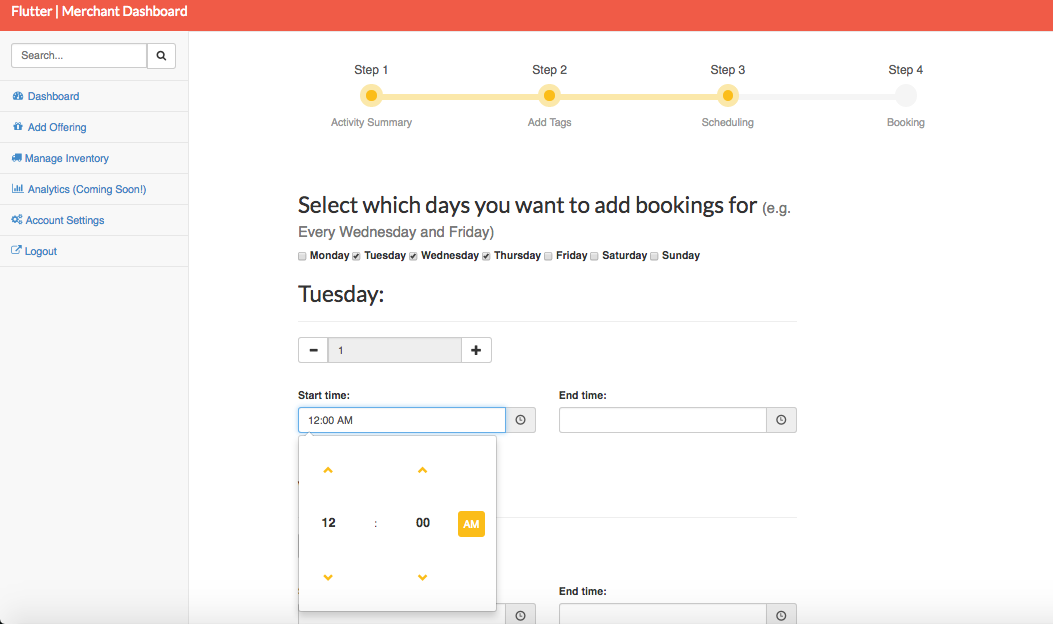 Flutter | Merchant Dashboard
Search...
Dashboard
Add Offering
Manage Inventory
Analytics (Coming Soon!)
Account Settings
Logout
Step 1 Step 2 Step 3 Step 4
Activity Summary Add Tags Scheduling Booking
Select which days you want to add bookings for (e.g.
Every Wednesday and Friday)
Monday Tuesday Wednesday Thursday Friday Saturday Sunday
Tuesday:
1
Start time: End time:
12:00 AM
12 : 00 AM
End time: